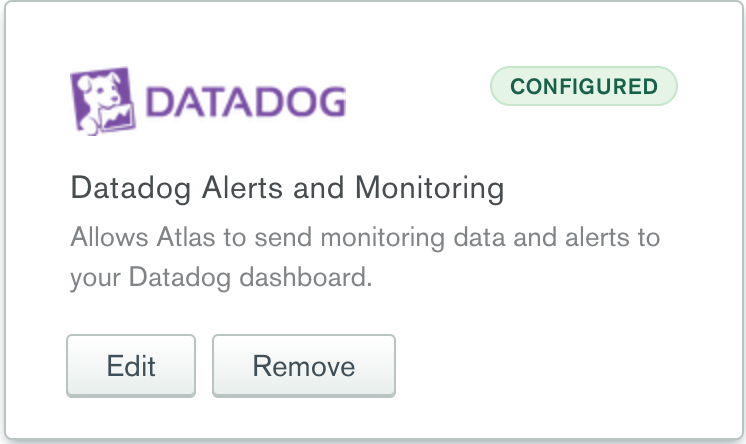 DATADOG
CONFIGURED
Datadog Alerts and Monitoring
Allows Atlas to send monitoring data and alerts to
your Datadog dashboard.
Edit
Remove